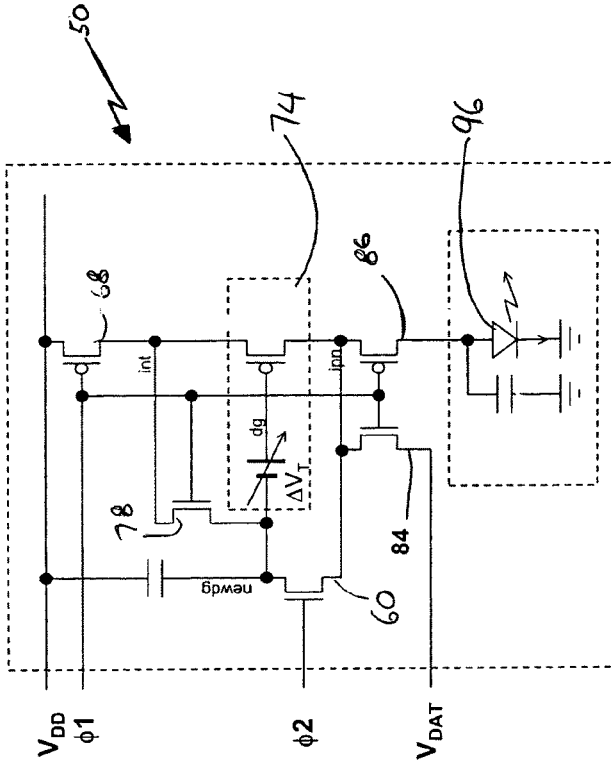 50
V_DD
φ1
68
int
74
78
dg
ΔV_T
newdg
φ2
60
ipn
86
84
V_DAT
96